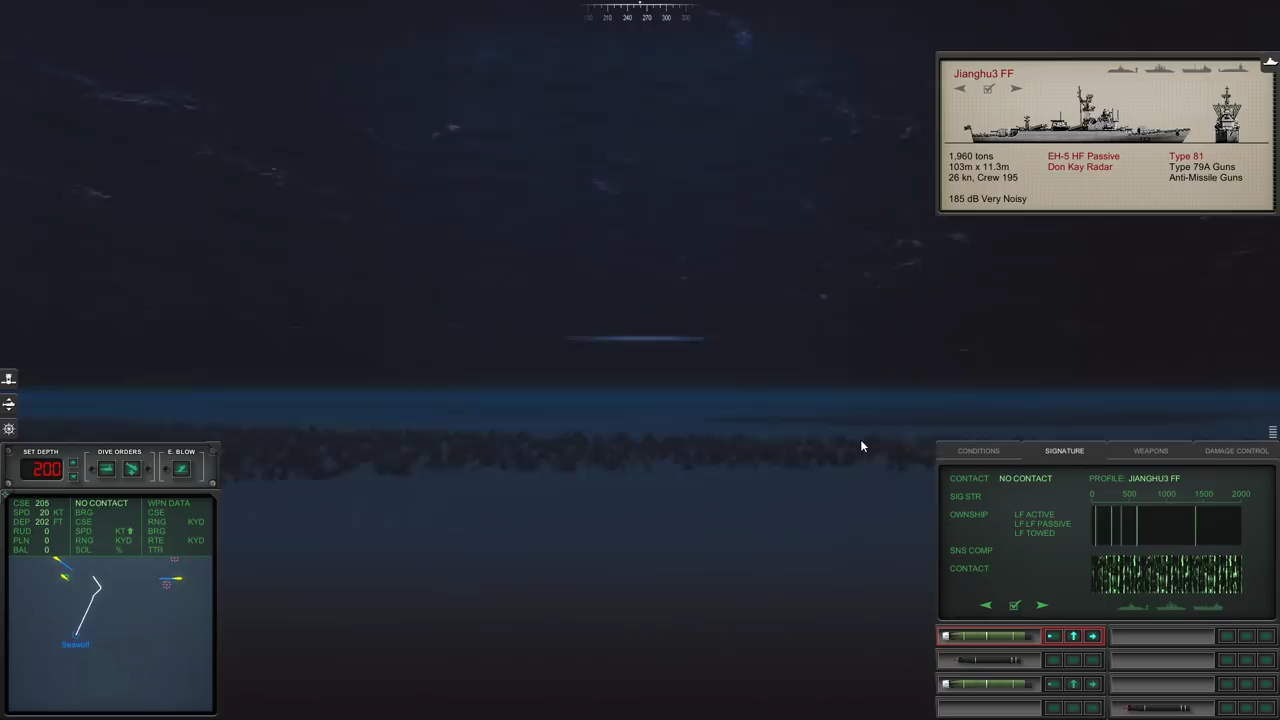 180 210 240 270 300 330
Jianghu3 FF
1,960 tons
103m x 11.3m
26 kn, Crew 195
185 dB Very Noisy
EH-5 HF Passive
Don Kay Radar
Type 81
Type 79A Guns
Anti-Missile Guns
SET DEPTH DIVE ORDERS E. BLOW
200
CSE 205
SPD 20 KT
DEP 202 FT
RUD 0
PLN 0
BAL 0
NO CONTACT
BRG
CSE
SPD KT
RNG KYD
SOL %
WPN DATA
CSE
RNG KYD
BRG
RTE KYD
TTR
Seawolf
CONDITIONS SIGNATURE WEAPONS DAMAGE CONTROL
CONTACT NO CONTACT PROFILE: JIANGHU3 FF
SIG STR 0 500 1000 1500 2000
OWNSHIP LF ACTIVE
LF LF PASSIVE
LF TOWED
SNS COMP
CONTACT